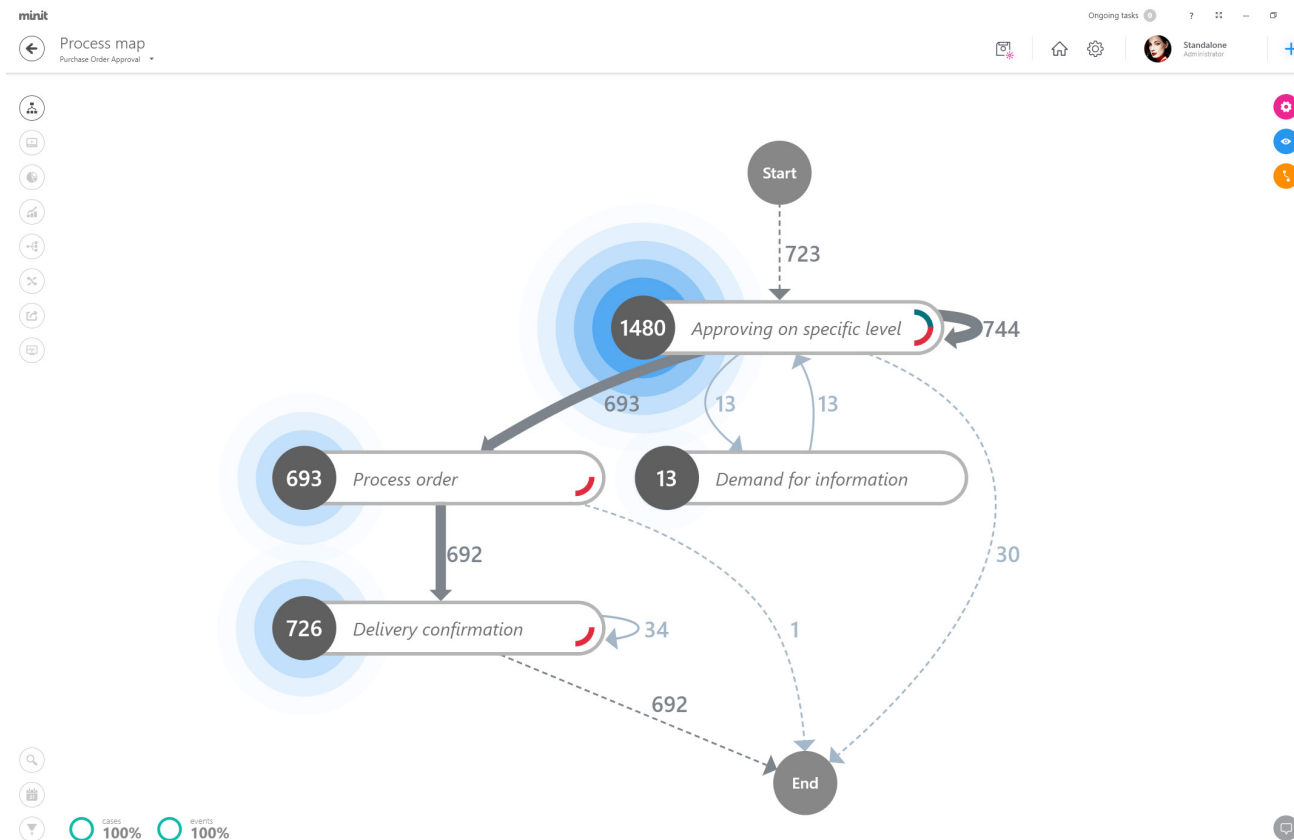 minit
Ongoing tasks 0 ?
Process map
Purchase Order Approval
Standalone
Administrator
Start
723
1480 Approving on specific level
744
693
13
13
693 Process order
13 Demand for information
692
30
726 Delivery confirmation
34
1
692
End
cases
100%
events
100%